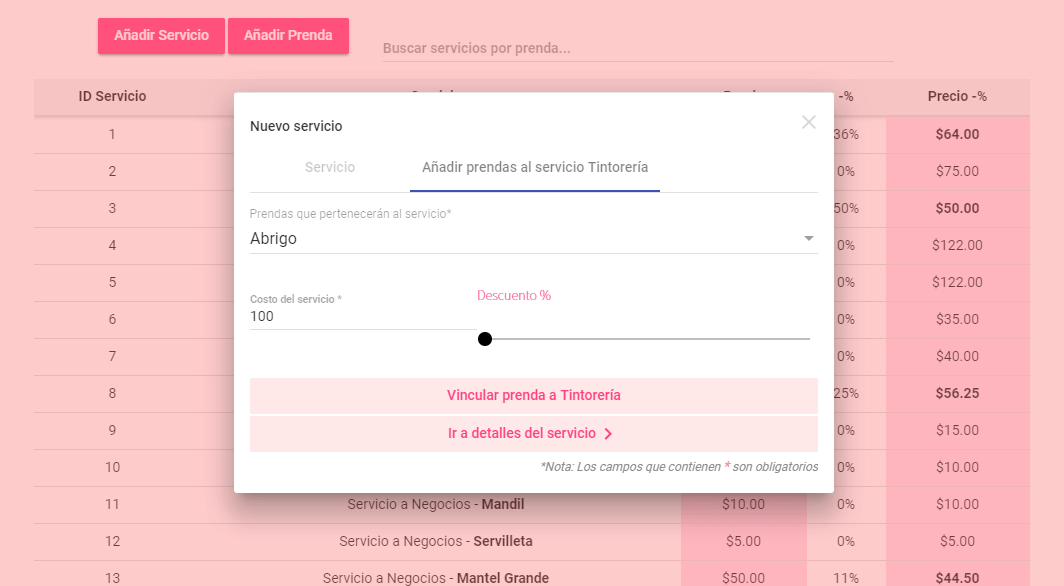 Añadir Servicio Añadir Prenda Buscar servicios por prenda...
ID Servicio -% Precio -%
Nuevo servicio
1 36% $64.00
Servicio Añadir prendas al servicio Tintorería
2 0% $75.00
3 50% $50.00
Prendas que pertenecerán al servicio*
Abrigo
4 0% $122.00
5 0% $122.00
Costo del servicio * Descuento %
100
6 0% $35.00
7 0% $40.00
8 25% $56.25
Vincular prenda a Tintorería
9 0% $15.00
Ir a detalles del servicio
10 0% $10.00
*Nota: Los campos que contienen * son obligatorios
11 Servicio a Negocios - Mandil $10.00 0% $10.00
12 Servicio a Negocios - Servilleta $5.00 0% $5.00
13 Servicio a Negocios - Mantel Grande $50.00 11% $44.50